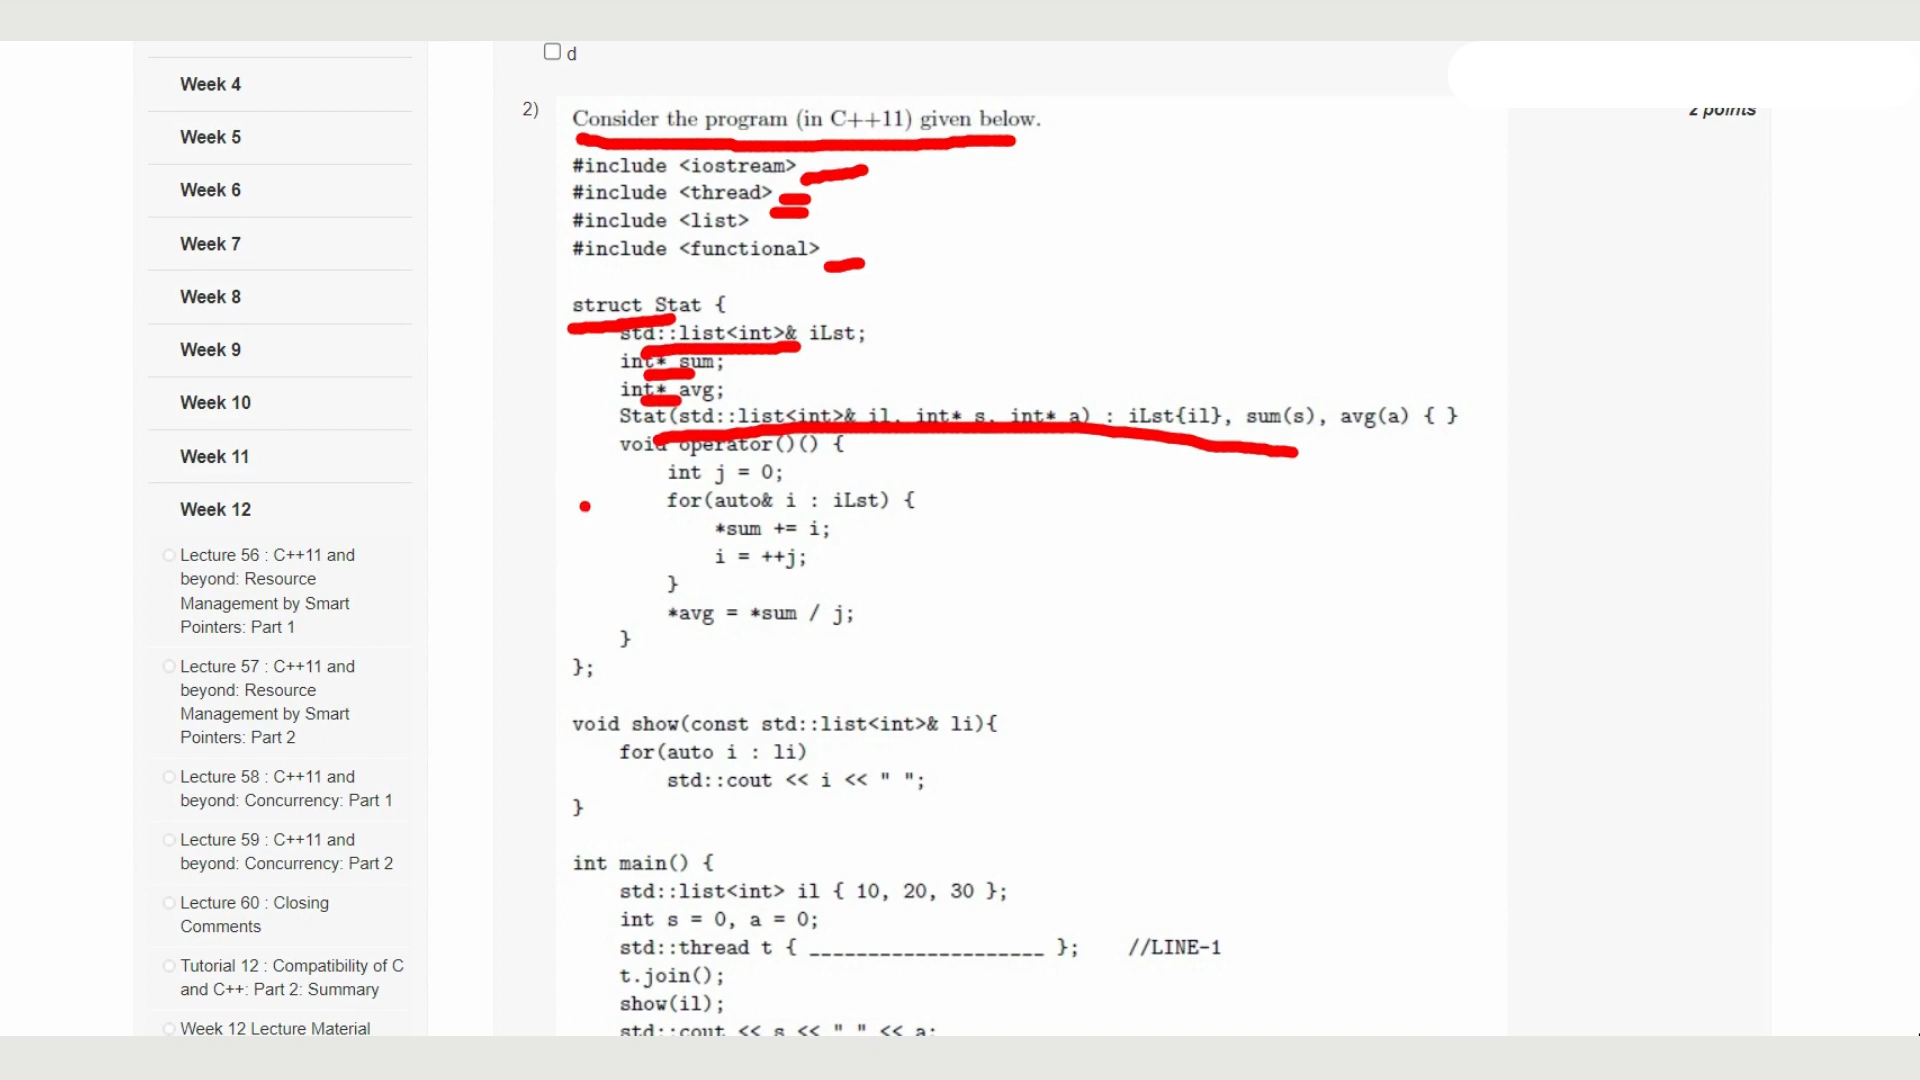 Week 4
Week 5
Week 6
Week 7
Week 8
Week 9
Week 10
Week 11
Week 12
Lecture 56 : C++11 and
beyond: Resource
Management by Smart
Pointers: Part 1
Lecture 57 : C++11 and
beyond: Resource
Management by Smart
Pointers: Part 2
Lecture 58 : C++11 and
beyond: Concurrency: Part 1
Lecture 59 : C++11 and
beyond: Concurrency: Part 2
Lecture 60 : Closing
Comments
Tutorial 12 : Compatibility of C
and C++: Part 2: Summary
Week 12 Lecture Material
d
2)
2 points
Consider the program (in C++11) given below.
#include <iostream>
#include <thread>
#include <list>
#include <functional>
struct Stat {
std::list<int>& iLst;
int* sum;
int* avg;
Stat(std::list<int>& il, int* s, int* a) : iLst{il}, sum(s), avg(a) { }
void operator()() {
int j = 0;
for(auto& i : iLst) {
*sum += i;
i = ++j;
}
*avg = *sum / j;
}
};
void show(const std::list<int>& li){
for(auto i : li)
std::cout << i << " ";
}
int main() {
std::list<int> il { 10, 20, 30 };
int s = 0, a = 0;
std::thread t { ____________________ }; //LINE-1
t.join();
show(il);
std::cout << s << " " << a;